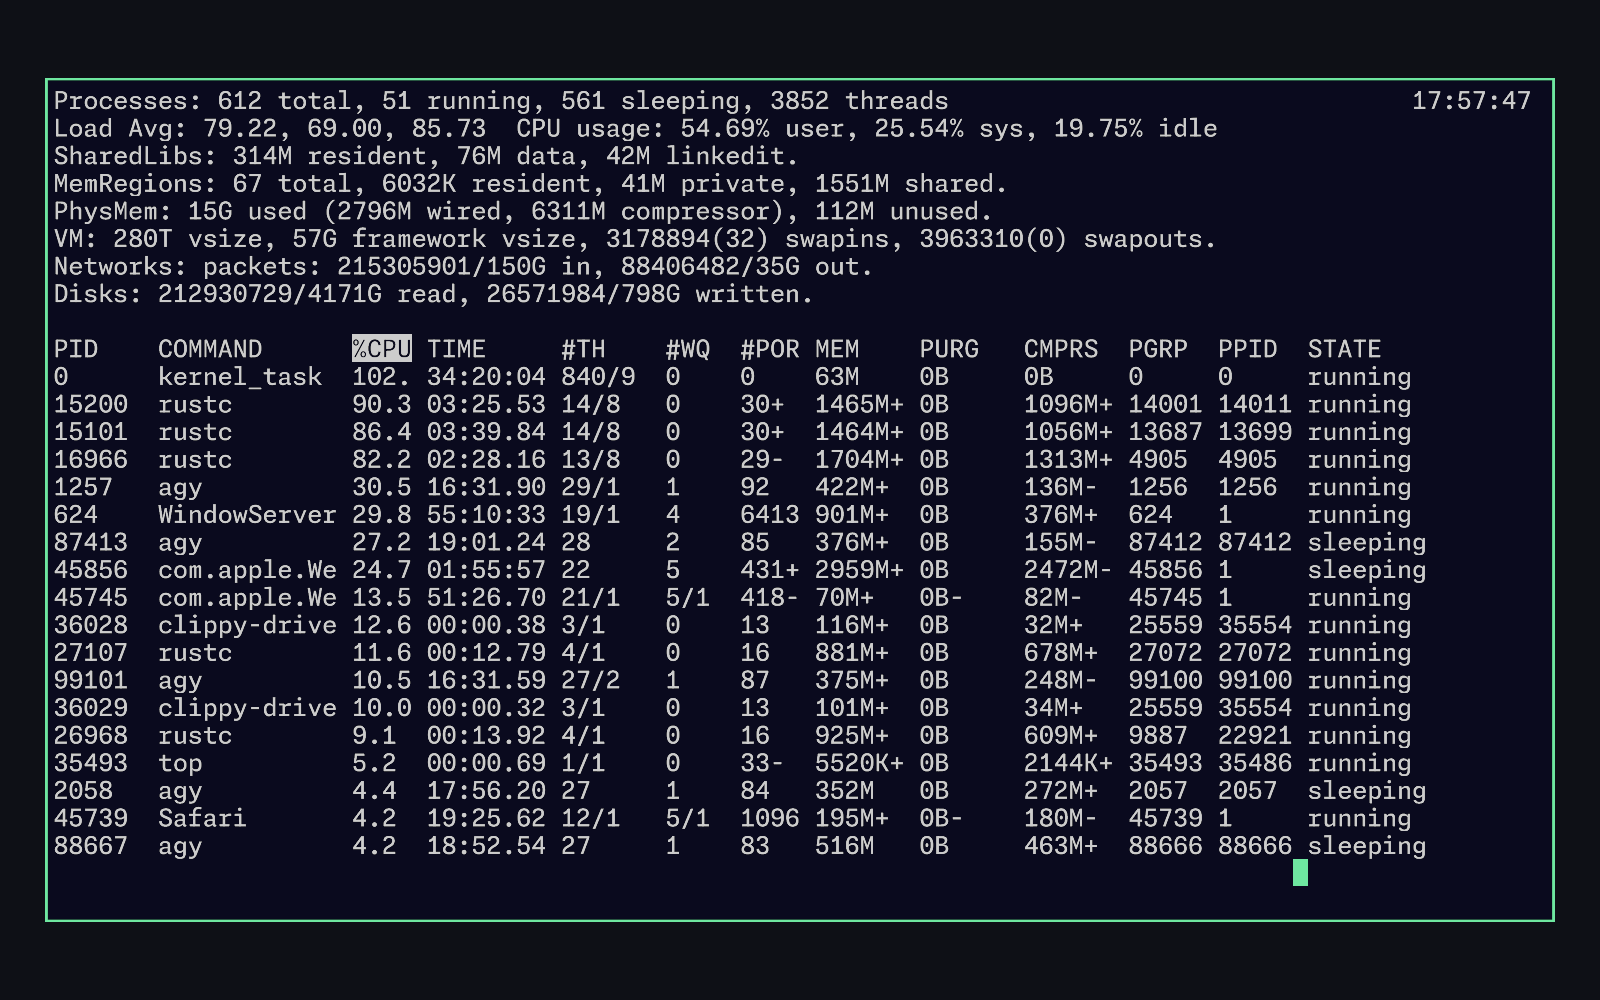 Processes: 612 total, 51 running, 561 sleeping, 3852 threads 17:57:47
Load Avg: 79.22, 69.00, 85.73  CPU usage: 54.69% user, 25.54% sys, 19.75% idle
SharedLibs: 314M resident, 76M data, 42M linkedit.
MemRegions: 67 total, 6032K resident, 41M private, 1551M shared.
PhysMem: 15G used (2796M wired, 6311M compressor), 112M unused.
VM: 280T vsize, 57G framework vsize, 3178894(32) swapins, 3963310(0) swapouts.
Networks: packets: 215305901/150G in, 88406482/35G out.
Disks: 212930729/4171G read, 26571984/798G written.

PID    COMMAND      %CPU TIME     #TH    #WQ  #POR MEM    PURG   CMPRS  PGRP  PPID  STATE
0      kernel_task  102. 34:20:04 840/9  0    0    63M    0B     0B     0     0     running
15200  rustc        90.3 03:25.53 14/8   0    30+  1465M+ 0B     1096M+ 14001 14011 running
15101  rustc        86.4 03:39.84 14/8   0    30+  1464M+ 0B     1056M+ 13687 13699 running
16966  rustc        82.2 02:28.16 13/8   0    29-  1704M+ 0B     1313M+ 4905  4905  running
1257   agy          30.5 16:31.90 29/1   1    92   422M+  0B     136M-  1256  1256  running
624    WindowServer 29.8 55:10:33 19/1   4    6413 901M+  0B     376M+  624   1     running
87413  agy          27.2 19:01.24 28     2    85   376M+  0B     155M-  87412 87412 sleeping
45856  com.apple.We 24.7 01:55:57 22     5    431+ 2959M+ 0B     2472M- 45856 1     sleeping
45745  com.apple.We 13.5 51:26.70 21/1   5/1  418- 70M+   0B-    82M-   45745 1     running
36028  clippy-drive 12.6 00:00.38 3/1    0    13   116M+  0B     32M+   25559 35554 running
27107  rustc        11.6 00:12.79 4/1    0    16   881M+  0B     678M+  27072 27072 running
99101  agy          10.5 16:31.59 27/2   1    87   375M+  0B     248M-  99100 99100 running
36029  clippy-drive 10.0 00:00.32 3/1    0    13   101M+  0B     34M+   25559 35554 running
26968  rustc        9.1  00:13.92 4/1    0    16   925M+  0B     609M+  9887  22921 running
35493  top          5.2  00:00.69 1/1    0    33-  5520K+ 0B     2144K+ 35493 35486 running
2058   agy          4.4  17:56.20 27     1    84   352M   0B     272M+  2057  2057  sleeping
45739  Safari       4.2  19:25.62 12/1   5/1  1096 195M+  0B-    180M-  45739 1     running
88667  agy          4.2  18:52.54 27     1    83   516M   0B     463M+  88666 88666 sleeping